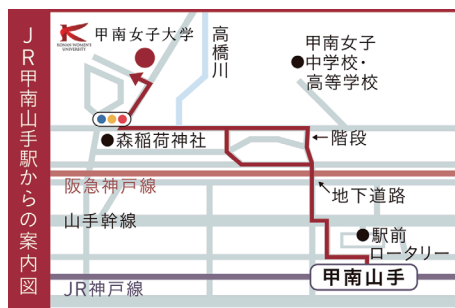 JR甲南山手駅からの案内図
KONAN WOMEN'S
UNIVERSITY
甲南女子大学
高橋川
甲南女子
中学校・
高等学校
森稲荷神社
階段
阪急神戸線
地下道路
山手幹線
駅前
ロータリー
甲南山手
JR神戸線